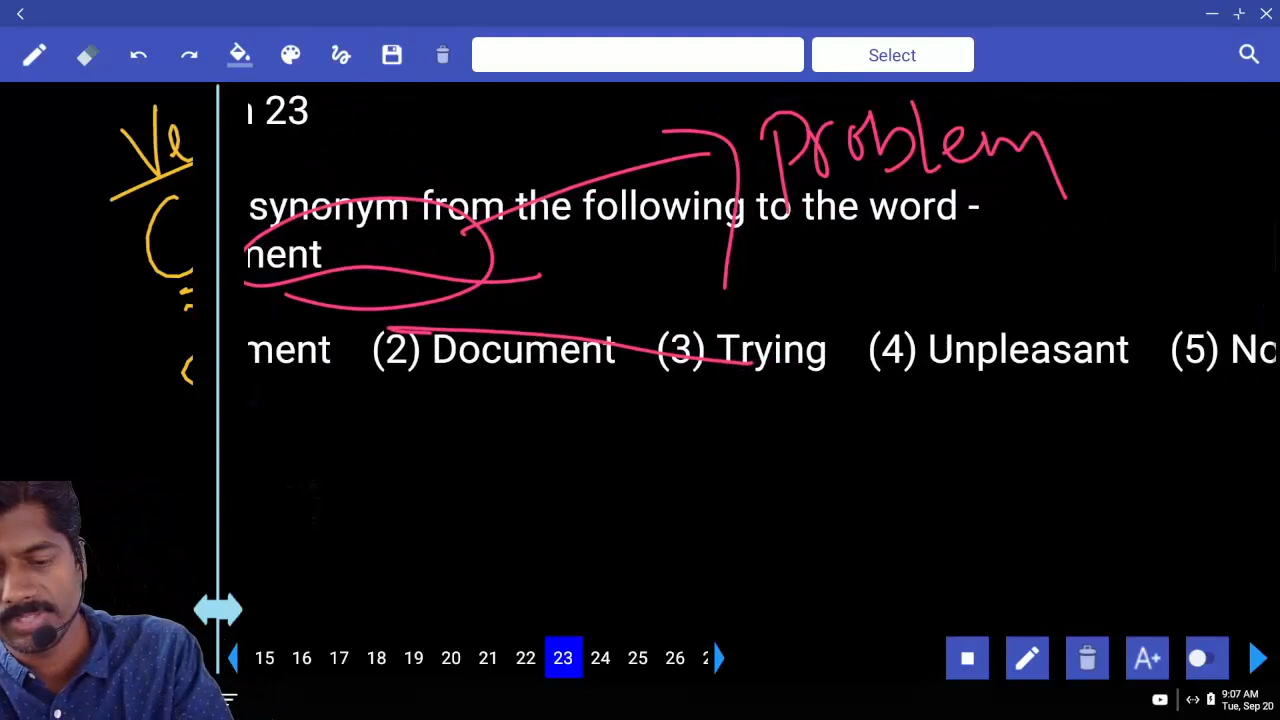 Select
23
Problem
Ve
synonym from the following to the word -
ment (2) Document (3) Trying (4) Unpleasant (5) No
15 16 17 18 19 20 21 22 23 24 25 26
A+
9:07 AM
Tue, Sep 20